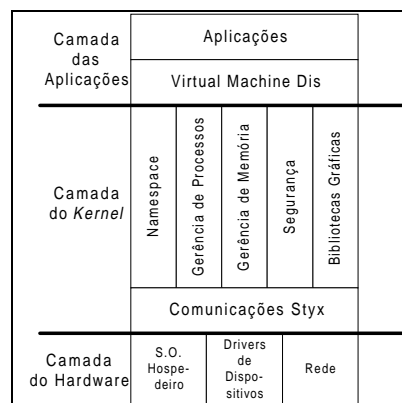 Camada
das
Aplicações
Aplicações
Virtual Machine Dis
Camada
do Kernel
Namespace
Gerência de Processos
Gerência de Memória
Segurança
Bibliotecas Gráficas
Comunicações Styx
Camada
do Hardware
S.O.
Hospe-
deiro
Drivers
de
Dispo-
sitivos
Rede